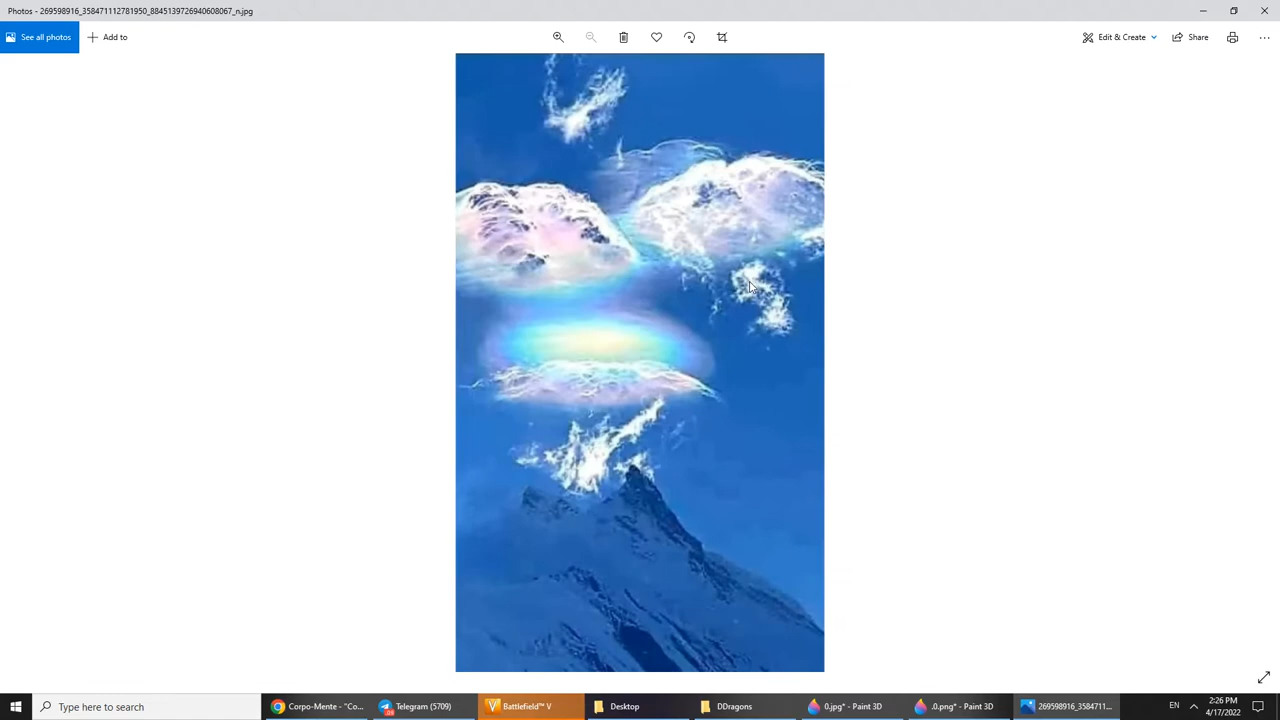 Photos - 269598916_358471112781950_8845139726940608067_n.jpg
See all photos
Add to
Edit & Create
Share
Type here to search
Corpo-Mente - "Co...
Telegram (5709)
Battlefield™ V
Desktop
DDragons
0.jpg* - Paint 3D
.0.png* - Paint 3D
269598916_3584711...
EN
2:26 PM
4/17/2022